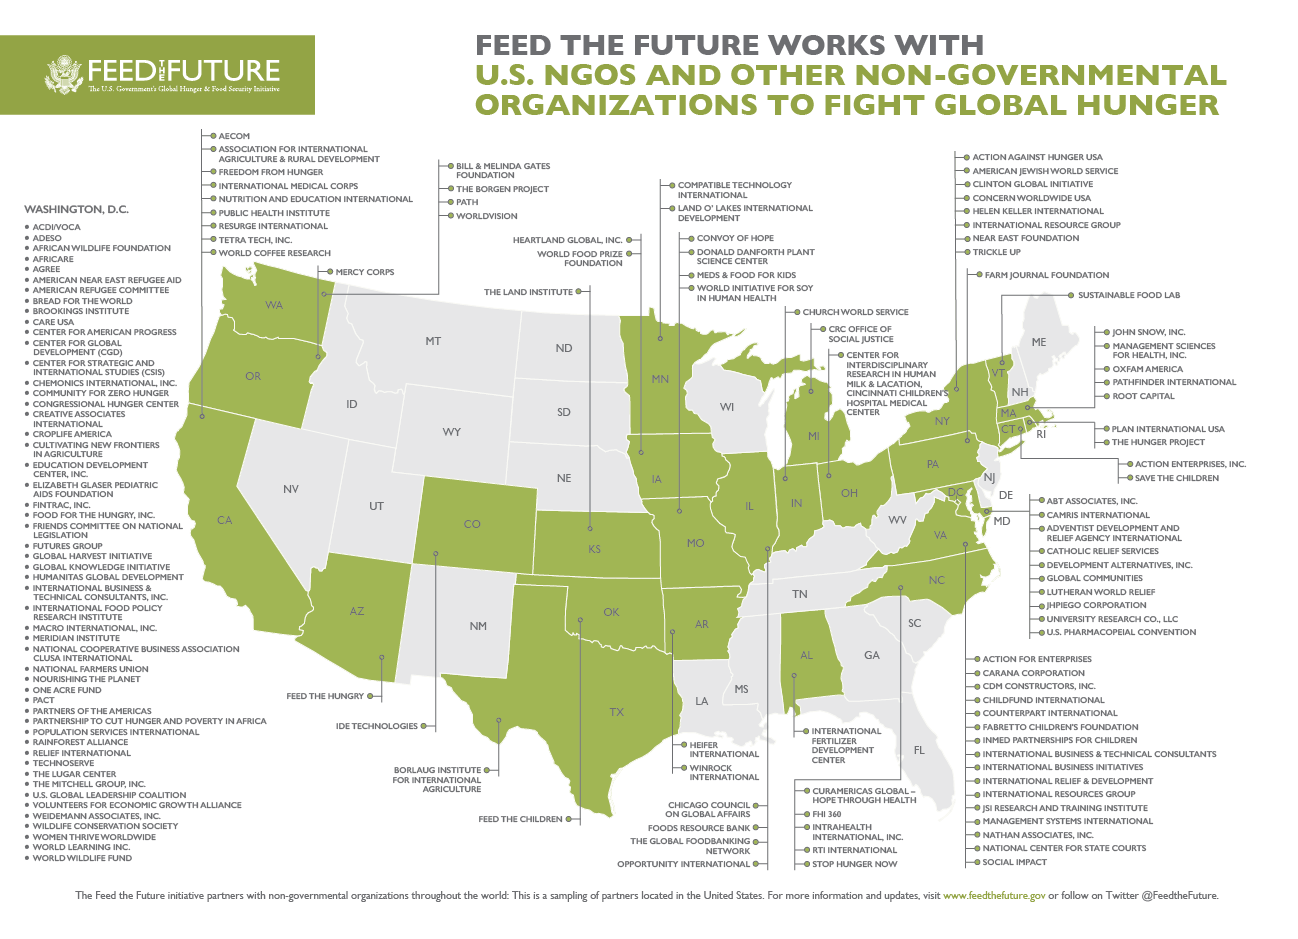 FEED THE FUTURE
The U.S. Government's Global Hunger & Food Security Initiative
FEED THE FUTURE WORKS WITH
U.S. NGOS AND OTHER NON-GOVERNMENTAL
ORGANIZATIONS TO FIGHT GLOBAL HUNGER
WASHINGTON, D.C.
ACDI/VOCA
ADESO
AFRICAN WILDLIFE FOUNDATION
AFRICARE
AGREE
AMERICAN NEAR EAST REFUGEE AID
AMERICAN REFUGEE COMMITTEE
BREAD FOR THE WORLD
BROOKINGS INSTITUTE
CARE USA
CENTER FOR AMERICAN PROGRESS
CENTER FOR GLOBAL
DEVELOPMENT (CGD)
CENTER FOR STRATEGIC AND
INTERNATIONAL STUDIES (CSIS)
CHEMONICS INTERNATIONAL, INC.
COMMUNITY FOR ZERO HUNGER
CONGRESSIONAL HUNGER CENTER
CREATIVE ASSOCIATES
INTERNATIONAL
CROPLIFE AMERICA
CULTIVATING NEW FRONTIERS
IN AGRICULTURE
EDUCATION DEVELOPMENT
CENTER, INC.
ELIZABETH GLASER PEDIATRIC
AIDS FOUNDATION
FINTRAC, INC.
FOOD FOR THE HUNGRY, INC.
FRIENDS COMMITTEE ON NATIONAL
LEGISLATION
FUTURES GROUP
GLOBAL HARVEST INITIATIVE
GLOBAL KNOWLEDGE INITIATIVE
HUMANITAS GLOBAL DEVELOPMENT
INTERNATIONAL BUSINESS &
TECHNICAL CONSULTANTS, INC.
INTERNATIONAL FOOD POLICY
RESEARCH INSTITUTE
MACRO INTERNATIONAL, INC.
MERIDIAN INSTITUTE
NATIONAL COOPERATIVE BUSINESS ASSOCIATION
CLUSA INTERNATIONAL
NATIONAL FARMERS UNION
NOURISHING THE PLANET
ONE ACRE FUND
PACT
PARTNERS OF THE AMERICAS
PARTNERSHIP TO CUT HUNGER AND POVERTY IN AFRICA
POPULATION SERVICES INTERNATIONAL
RAINFOREST ALLIANCE
RELIEF INTERNATIONAL
TECHNOSERVE
THE LUGAR CENTER
THE MITCHELL GROUP, INC.
U.S. GLOBAL LEADERSHIP COALITION
VOLUNTEERS FOR ECONOMIC GROWTH ALLIANCE
WEIDEMANN ASSOCIATES, INC.
WILDLIFE CONSERVATION SOCIETY
WOMEN THRIVE WORLDWIDE
WORLD LEARNING INC.
WORLD WILDLIFE FUND
AECOM
ASSOCIATION FOR INTERNATIONAL
AGRICULTURE & RURAL DEVELOPMENT
FREEDOM FROM HUNGER
INTERNATIONAL MEDICAL CORPS
NUTRITION AND EDUCATION INTERNATIONAL
PUBLIC HEALTH INSTITUTE
RESURGE INTERNATIONAL
TETRA TECH, INC.
WORLD COFFEE RESEARCH
MERCY CORPS
BILL & MELINDA GATES
FOUNDATION
THE BORGEN PROJECT
PATH
WORLDVISION
THE LAND INSTITUTE
HEARTLAND GLOBAL, INC.
WORLD FOOD PRIZE
FOUNDATION
COMPATIBLE TECHNOLOGY
INTERNATIONAL
LAND O' LAKES INTERNATIONAL
DEVELOPMENT
CONVOY OF HOPE
DONALD DANFORTH PLANT
SCIENCE CENTER
MEDS & FOOD FOR KIDS
WORLD INITIATIVE FOR SOY
IN HUMAN HEALTH
CHURCH WORLD SERVICE
CRC OFFICE OF
SOCIAL JUSTICE
CENTER FOR
INTERDISCIPLINARY
RESEARCH IN HUMAN
MILK & LACATION,
CINCINNATI CHILDREN'S
HOSPITAL MEDICAL
CENTER
ACTION AGAINST HUNGER USA
AMERICAN JEWISH WORLD SERVICE
CLINTON GLOBAL INITIATIVE
CONCERN WORLDWIDE USA
HELEN KELLER INTERNATIONAL
INTERNATIONAL RESOURCE GROUP
NEAR EAST FOUNDATION
TRICKLE UP
FARM JOURNAL FOUNDATION
SUSTAINABLE FOOD LAB
JOHN SNOW, INC.
MANAGEMENT SCIENCES
FOR HEALTH, INC.
OXFAM AMERICA
PATHFINDER INTERNATIONAL
ROOT CAPITAL
PLAN INTERNATIONAL USA
THE HUNGER PROJECT
ACTION ENTERPRISES, INC.
SAVE THE CHILDREN
ABT ASSOCIATES, INC.
CAMRIS INTERNATIONAL
ADVENTIST DEVELOPMENT AND
RELIEF AGENCY INTERNATIONAL
CATHOLIC RELIEF SERVICES
DEVELOPMENT ALTERNATIVES, INC.
GLOBAL COMMUNITIES
LUTHERAN WORLD RELIEF
JHPIEGO CORPORATION
UNIVERSITY RESEARCH CO., LLC
U.S. PHARMACOPEIAL CONVENTION
ACTION FOR ENTERPRISES
CARANA CORPORATION
CDM CONSTRUCTORS, INC.
CHILDFUND INTERNATIONAL
COUNTERPART INTERNATIONAL
FABRETTO CHILDREN'S FOUNDATION
INMED PARTNERSHIPS FOR CHILDREN
INTERNATIONAL BUSINESS & TECHNICAL CONSULTANTS
INTERNATIONAL BUSINESS INITIATIVES
INTERNATIONAL RELIEF & DEVELOPMENT
INTERNATIONAL RESOURCES GROUP
JSI RESEARCH AND TRAINING INSTITUTE
MANAGEMENT SYSTEMS INTERNATIONAL
NATHAN ASSOCIATES, INC.
NATIONAL CENTER FOR STATE COURTS
SOCIAL IMPACT
INTERNATIONAL
FERTILIZER
DEVELOPMENT
CENTER
CURAMERICAS GLOBAL –
HOPE THROUGH HEALTH
FHI 360
INTRAHEALTH
INTERNATIONAL, INC.
RTI INTERNATIONAL
STOP HUNGER NOW
HEIFER
INTERNATIONAL
WINROCK
INTERNATIONAL
CHICAGO COUNCIL
ON GLOBAL AFFAIRS
FOODS RESOURCE BANK
THE GLOBAL FOODBANKING
NETWORK
OPPORTUNITY INTERNATIONAL
FEED THE HUNGRY
IDE TECHNOLOGIES
BORLAUG INSTITUTE
FOR INTERNATIONAL
AGRICULTURE
FEED THE CHILDREN
WA
OR
CA
ID
NV
MT
WY
UT
AZ
CO
NM
ND
SD
NE
KS
OK
TX
MN
IA
MO
AR
LA
WI
IL
MS
MI
IN
OH
TN
AL
GA
FL
SC
NC
VA
WV
DC
PA
NY
VT
NH
ME
MA
CT
RI
NJ
DE
MD
The Feed the Future initiative partners with non-governmental organizations throughout the world: This is a sampling of partners located in the United States. For more information and updates, visit www.feedthefuture.gov or follow on Twitter @FeedtheFuture.